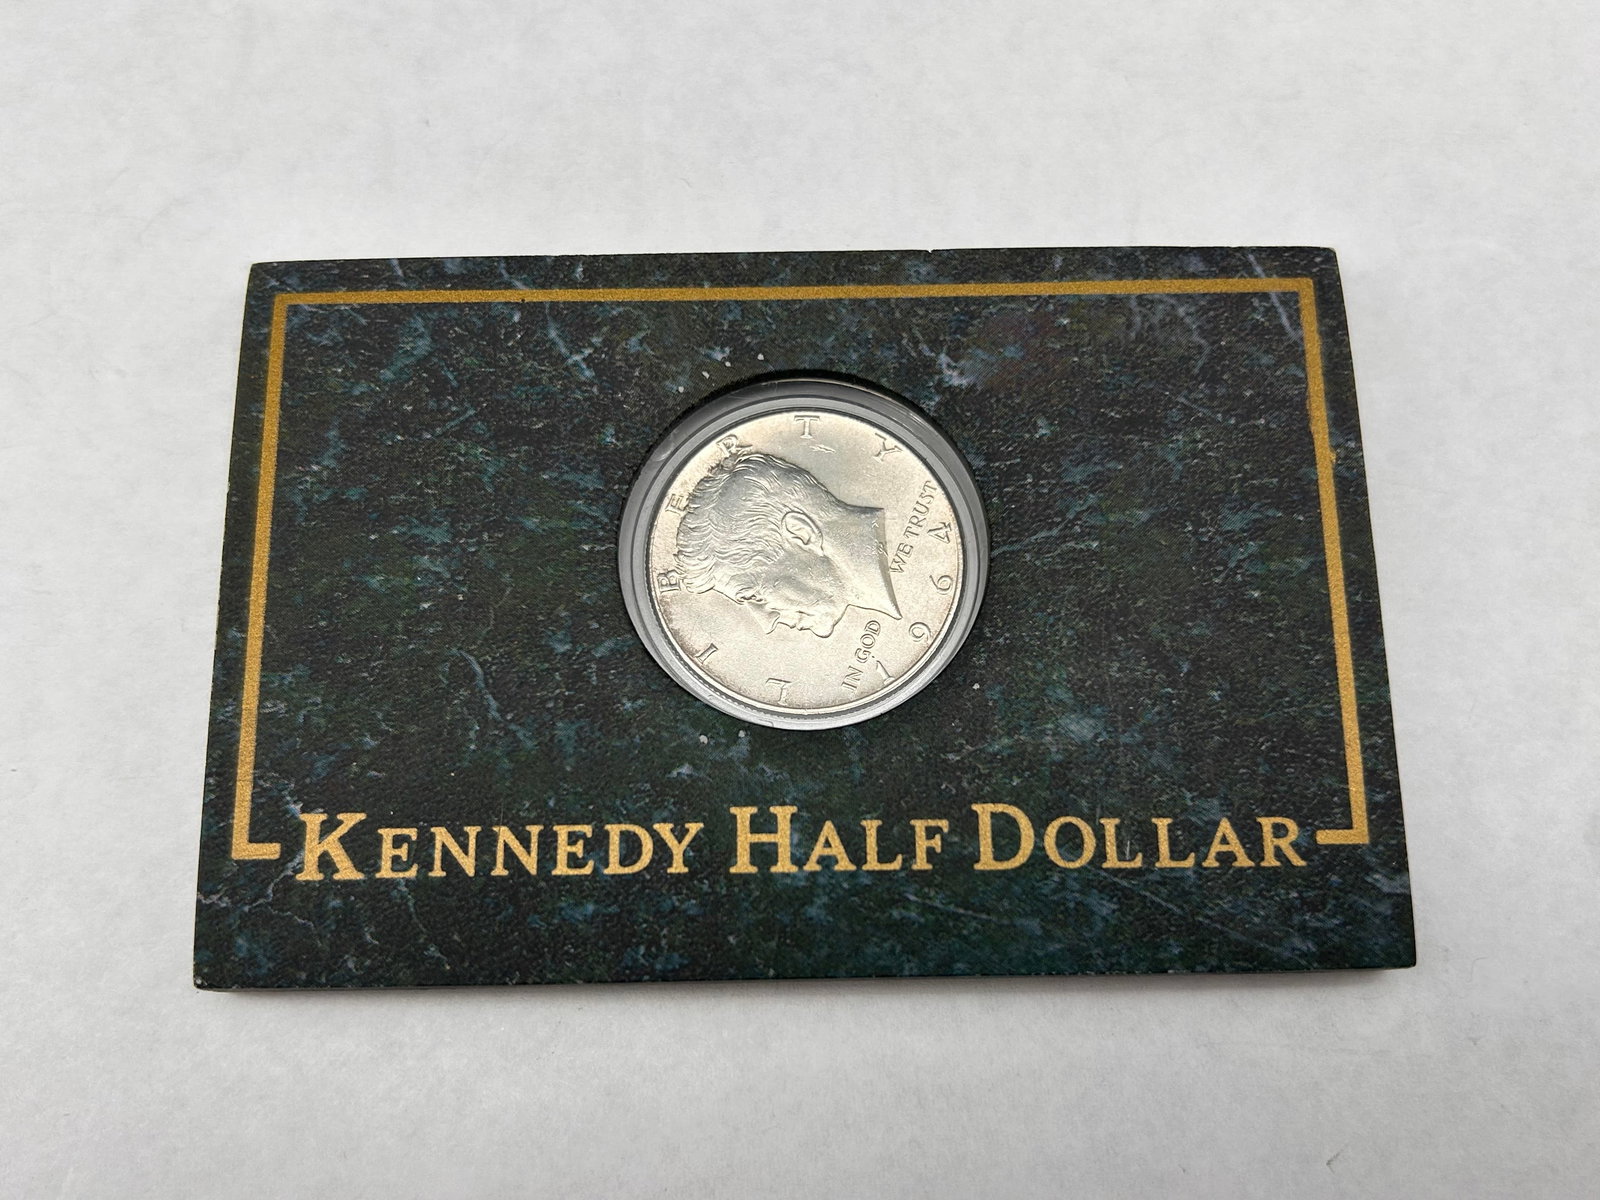 LIBERTY
IN GOD WE TRUST
1964
KENNEDY HALF DOLLAR